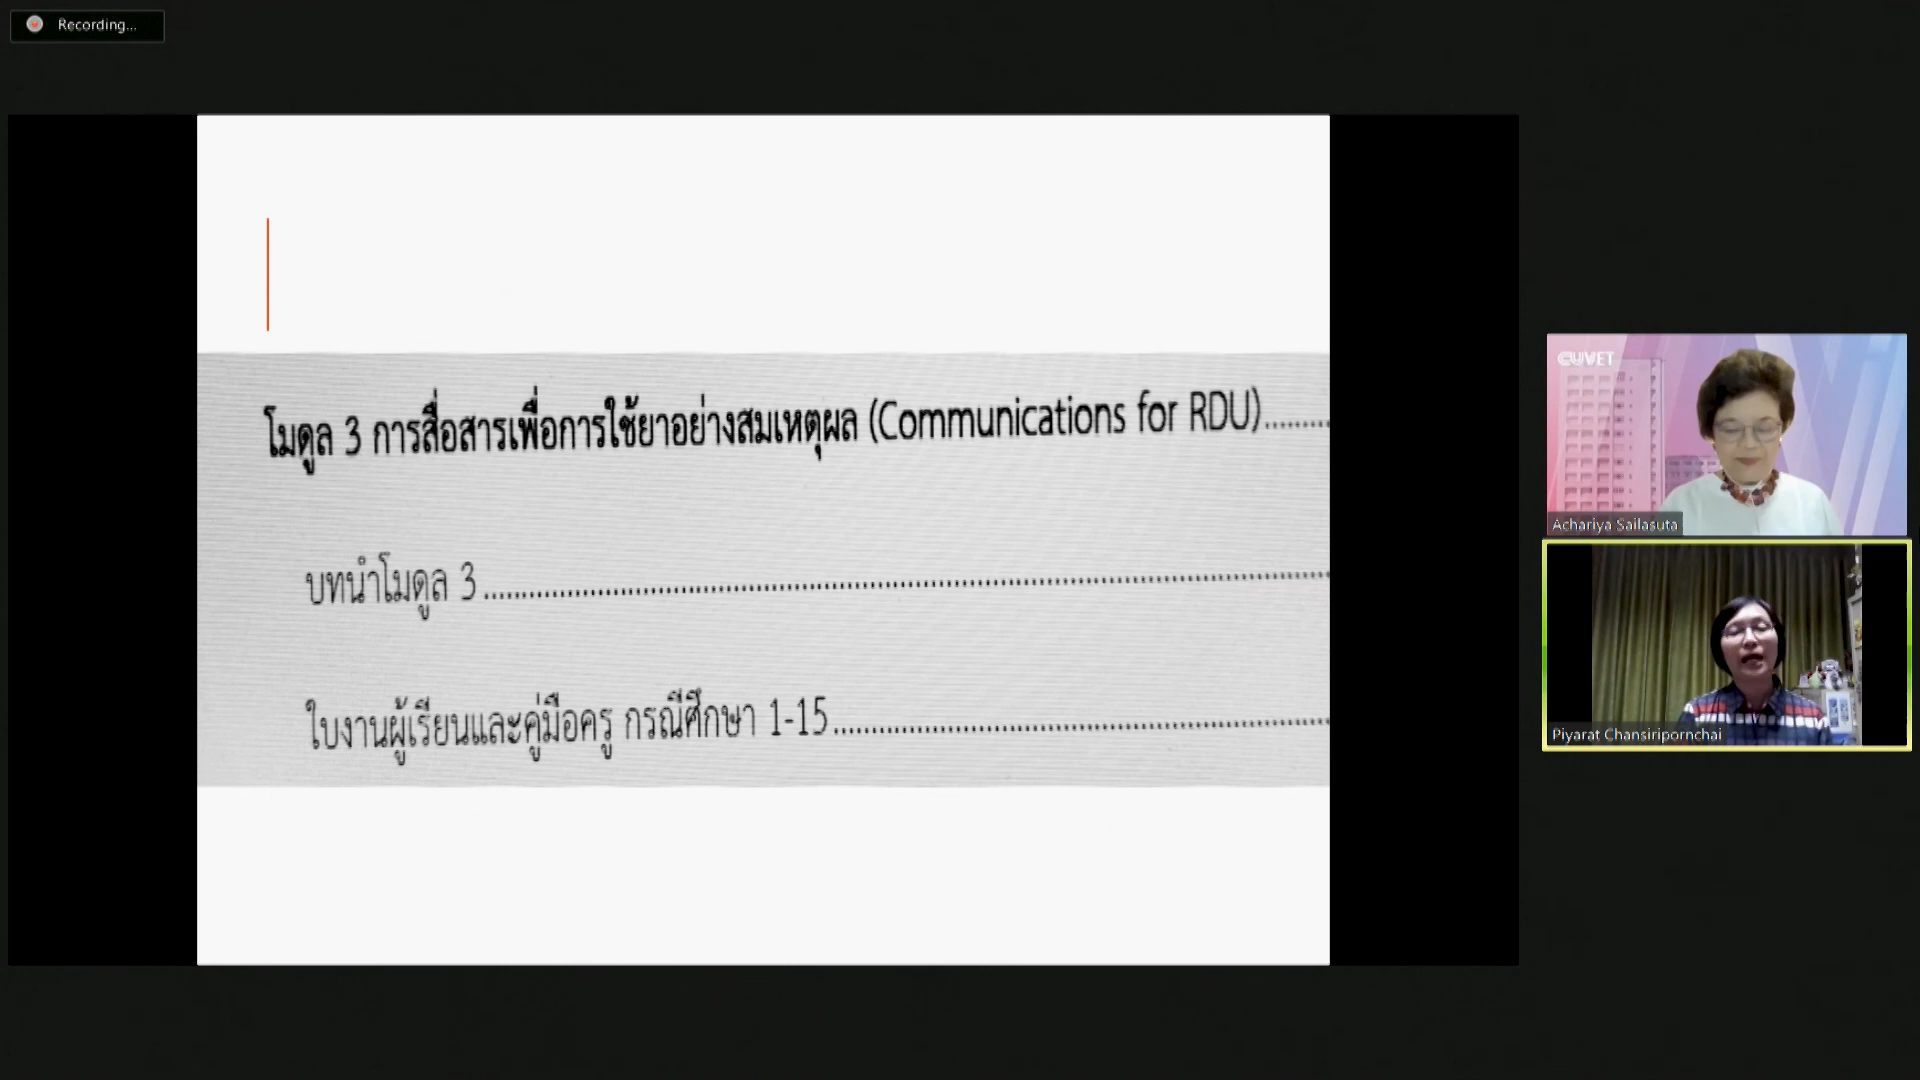 Recording...
โมดูล 3 การสื่อสารเพื่อการใช้ยาอย่างสมเหตุผล (Communications for RDU)..........
บทนำโมดูล 3..........................................................................................................
ใบงานผู้เรียนและคู่มือครู กรณีศึกษา 1-15..............................................................
CUVET
Achariya Sailasuta
Piyarat Chansiripornchai